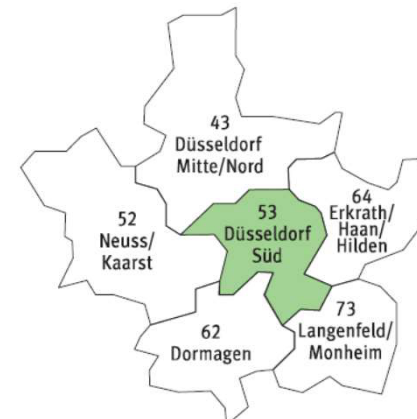 43
Düsseldorf
Mitte/Nord
64
Erkrath/
Haan/
Hilden
52
Neuss/
Kaarst
53
Düsseldorf
Süd
73
Langenfeld/
Monheim
62
Dormagen